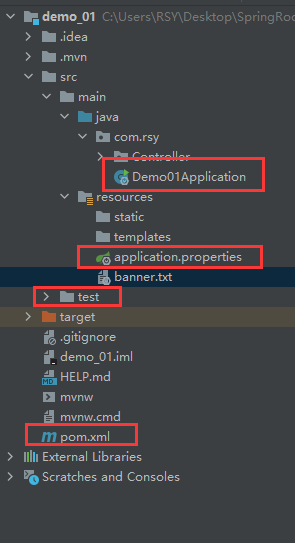 demo_01 C:\Users\RSY\Desktop\SpringBoo
.idea
.mvn
src
main
java
com.rsy
Controller
Demo01Application
resources
static
templates
application.properties
banner.txt
test
target
.gitignore
demo_01.iml
HELP.md
mvnw
mvnw.cmd
pom.xml
External Libraries
Scratches and Consoles